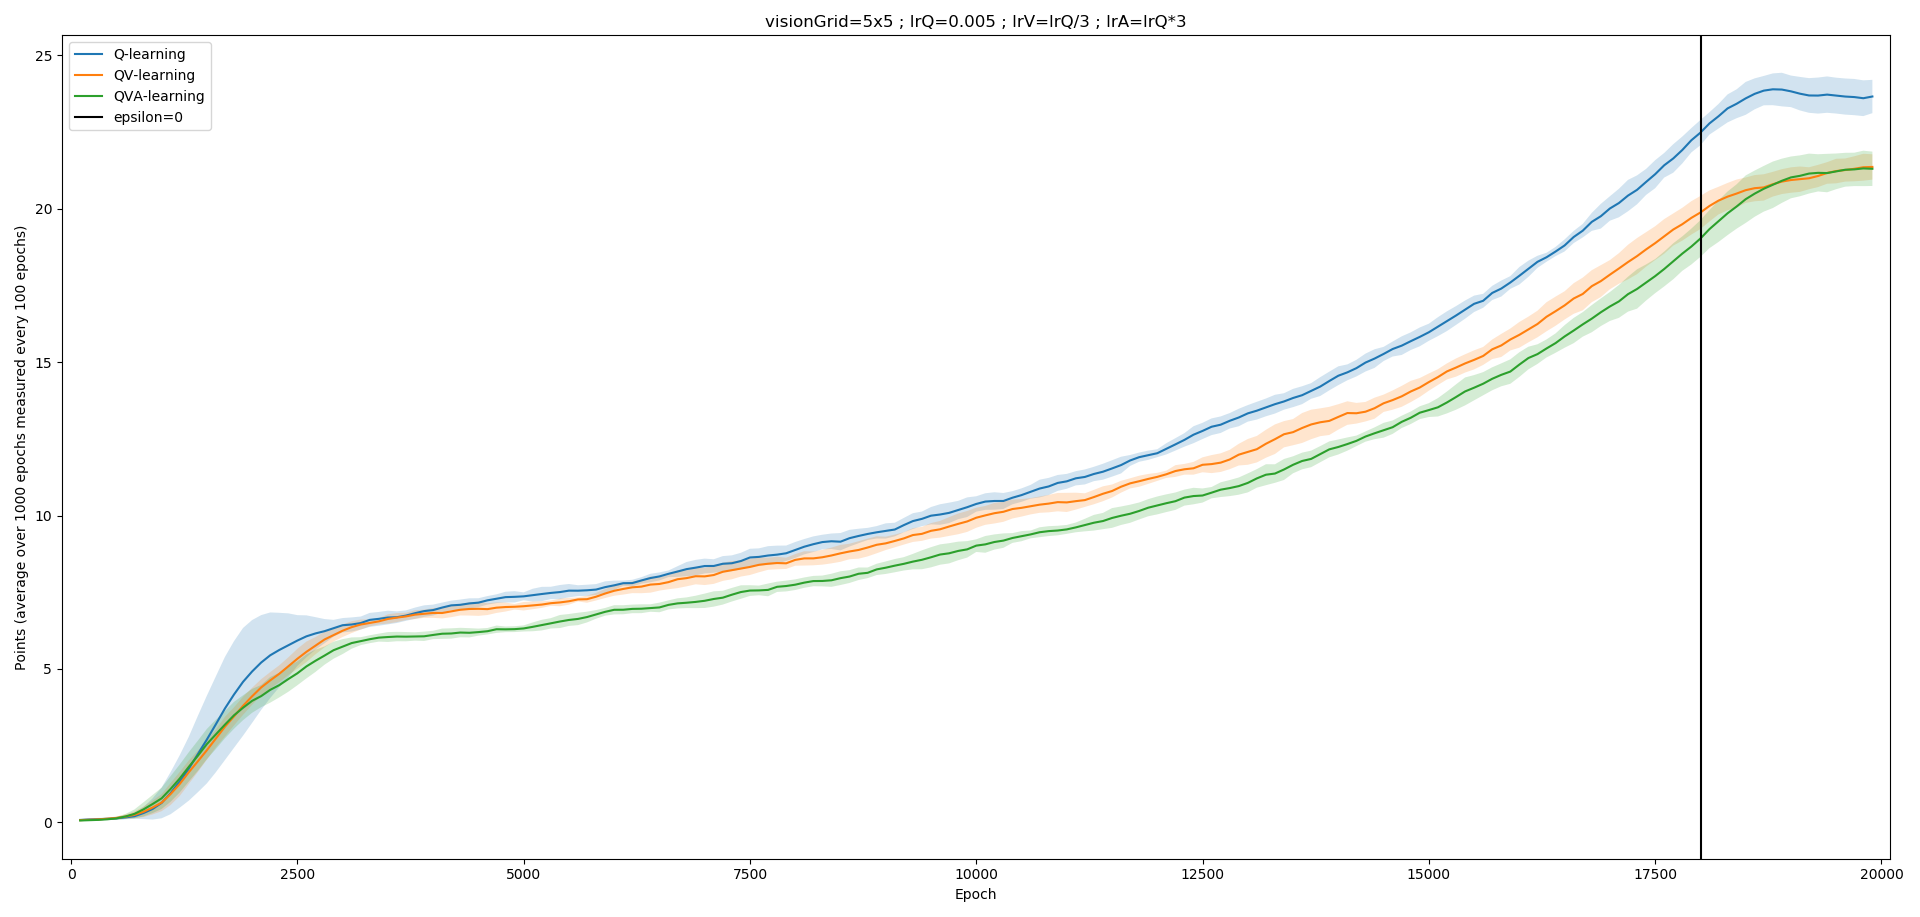 visionGrid=5x5 ; lrQ=0.005 ; lrV=lrQ/3 ; lrA=lrQ*3
Q-learning
QV-learning
QVA-learning
epsilon=0
Points (average over 1000 epochs measured every 100 epochs)
25
20
15
10
5
0
0
2500
5000
7500
10000
12500
15000
17500
20000
Epoch